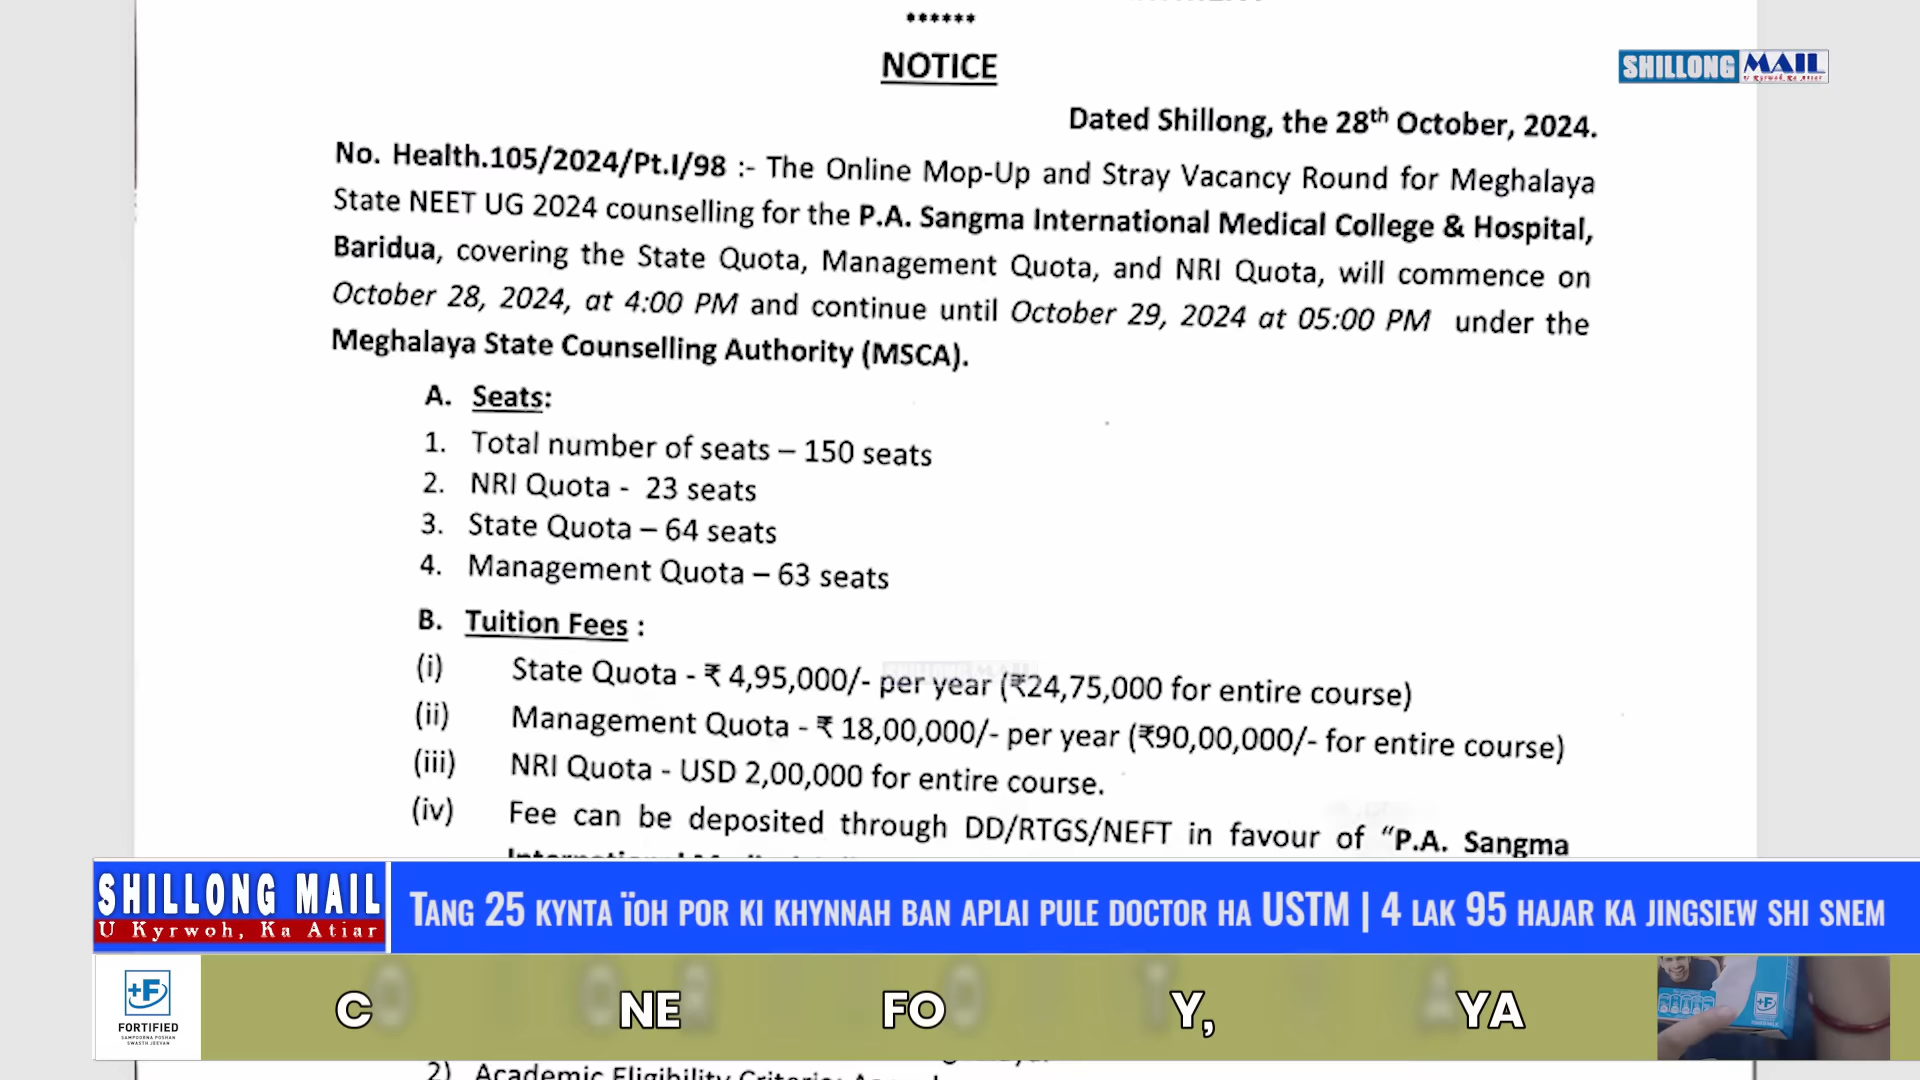 ******
NOTICE
SHILLONG MAIL
U Kyrwoh, Ka Atiar
Dated Shillong, the 28th October, 2024.
No. Health.105/2024/Pt.I/98 :- The Online Mop-Up and Stray Vacancy Round for Meghalaya
State NEET UG 2024 counselling for the P.A. Sangma International Medical College & Hospital,
Baridua, covering the State Quota, Management Quota, and NRI Quota, will commence on
October 28, 2024, at 4:00 PM and continue until October 29, 2024 at 05:00 PM under the
Meghalaya State Counselling Authority (MSCA).
A. Seats:
1. Total number of seats – 150 seats
2. NRI Quota - 23 seats
3. State Quota – 64 seats
4. Management Quota – 63 seats
B. Tuition Fees :
(i) State Quota - ₹ 4,95,000/- per year (₹24,75,000 for entire course)
(ii) Management Quota - ₹ 18,00,000/- per year (₹90,00,000/- for entire course)
(iii) NRI Quota - USD 2,00,000 for entire course.
(iv) Fee can be deposited through DD/RTGS/NEFT in favour of “P.A. Sangma
SHILLONG MAIL
U Kyrwoh, Ka Atiar
TANG 25 KYNTA ÏOH POR KI KHYNNAH BAN APLAI PULE DOCTOR HA USTM | 4 LAK 95 HAJAR KA JINGSIEW SHI SNEM
+F
FORTIFIED
SAMPOORNA POSHAN
SWASTH JEEVAN
C NE FO Y, YA
+F
2) Academic Eligibility Criteria: